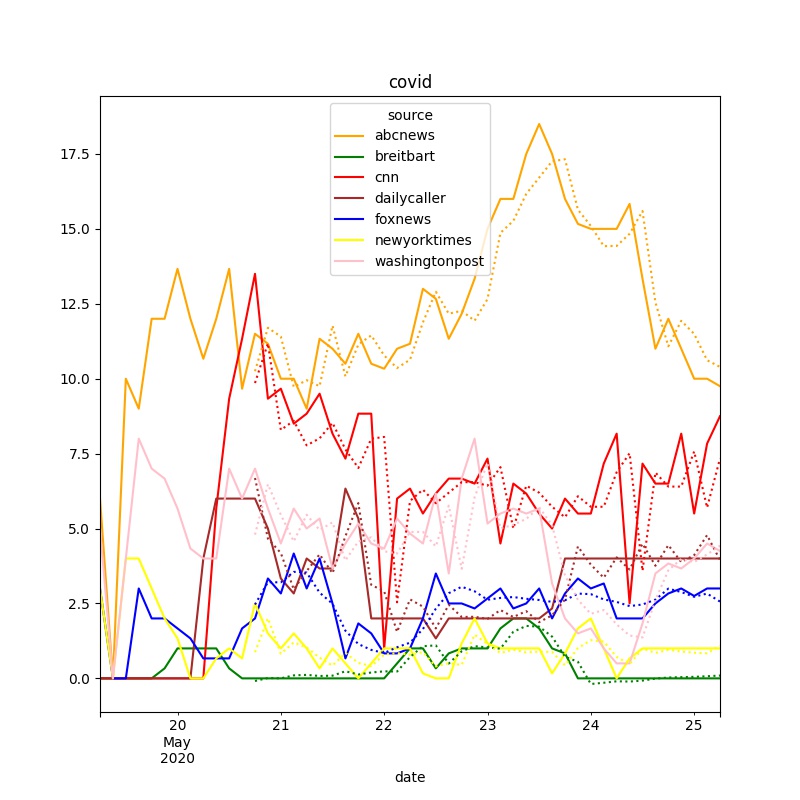 covid
source
abcnews
breitbart
cnn
dailycaller
foxnews
newyorktimes
washingtonpost
17.5
15.0
12.5
10.0
7.5
5.0
2.5
0.0
20 21 22 23 24 25
May
2020
date